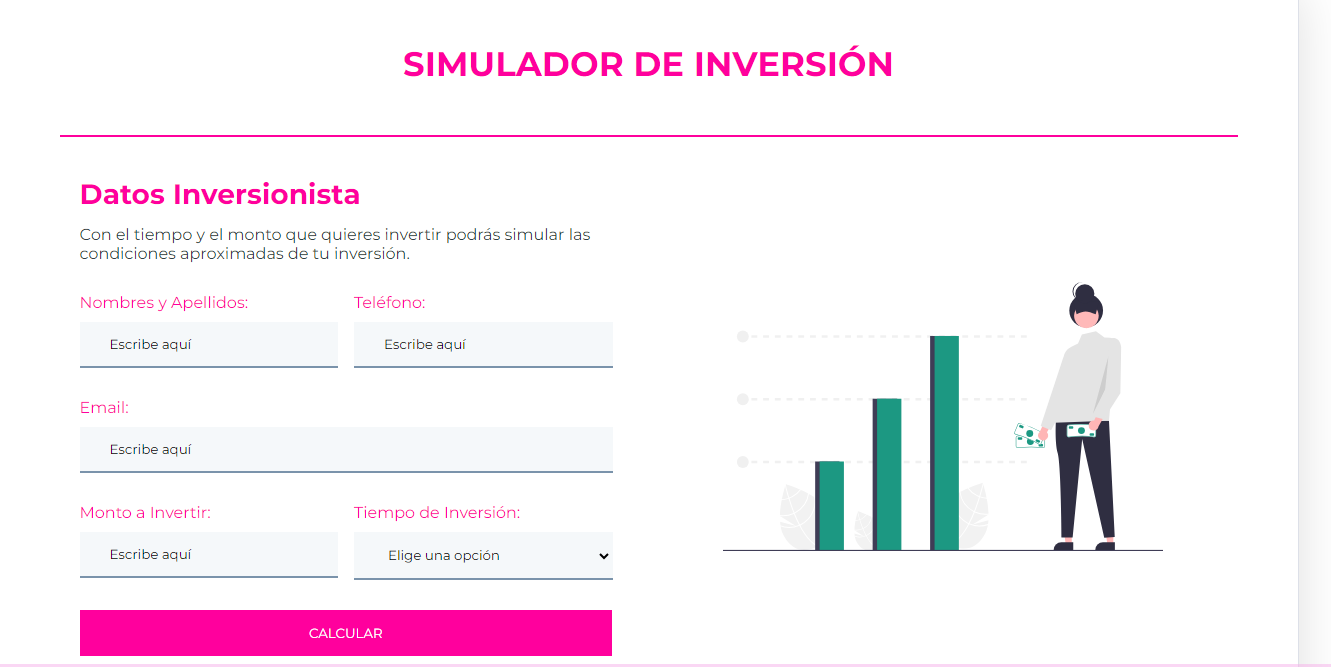 SIMULADOR DE INVERSIÓN
Datos Inversionista
Con el tiempo y el monto que quieres invertir podrás simular las
condiciones aproximadas de tu inversión.
Nombres y Apellidos:
Escribe aquí
Teléfono:
Escribe aquí
Email:
Escribe aquí
Monto a Invertir:
Escribe aquí
Tiempo de Inversión:
Elige una opción
CALCULAR